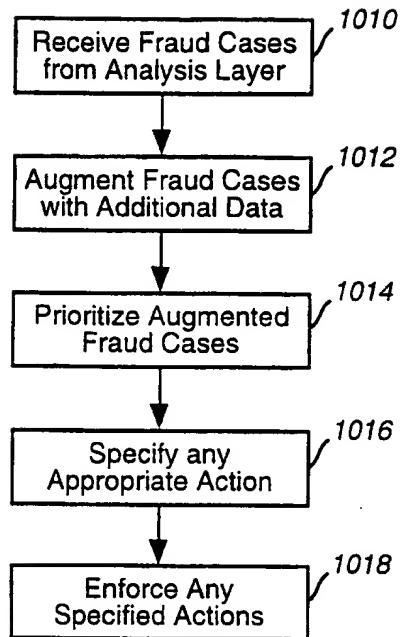 1010
Receive Fraud Cases
from Analysis Layer
1012
Augment Fraud Cases
with Additional Data
1014
Prioritize Augmented
Fraud Cases
1016
Specify any
Appropriate Action
1018
Enforce Any
Specified Actions